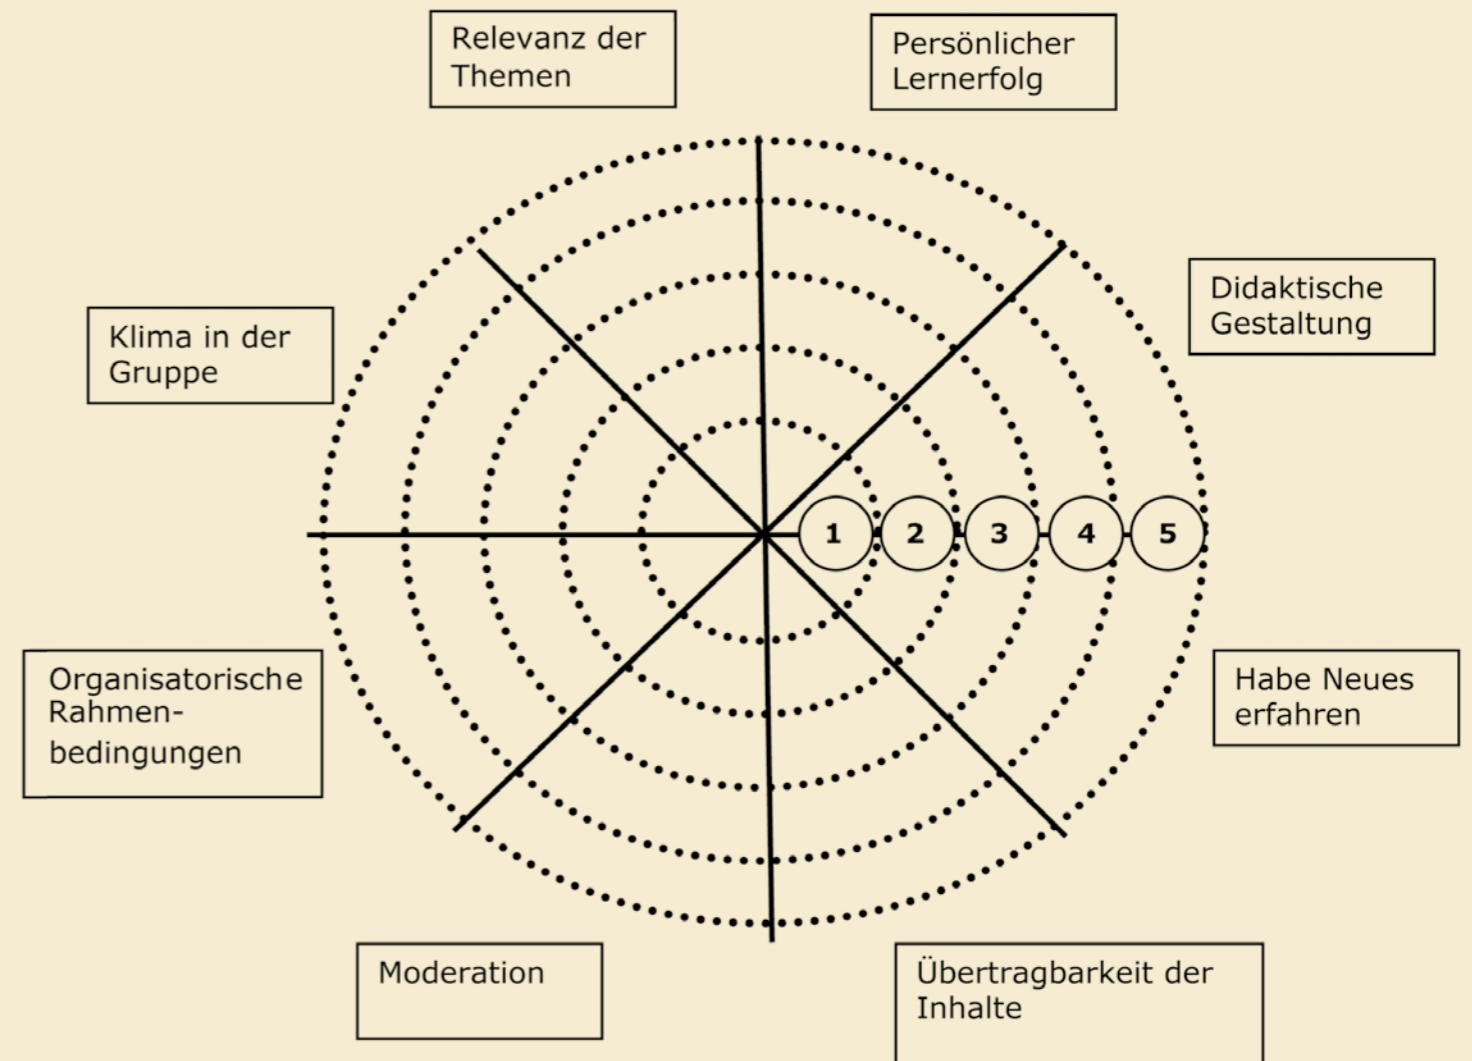 Relevanz der
Themen
Persönlicher
Lernerfolg
Didaktische
Gestaltung
Klima in der
Gruppe
1 2 3 4 5
Organisatorische
Rahmen-
bedingungen
Habe Neues
erfahren
Moderation
Übertragbarkeit der
Inhalte